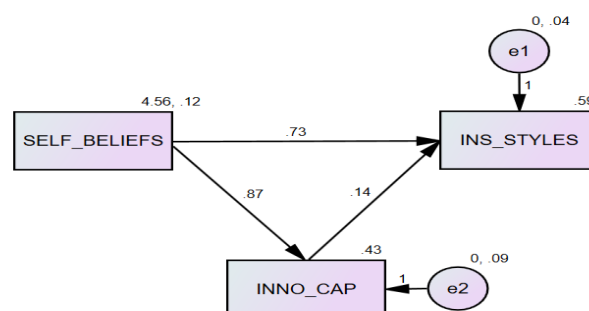 0, .04
e1
4.56, .12
1
.59
SELF_BELIEFS
.73
INS_STYLES
.87
.14
.43
0, .09
INNO_CAP
1
e2